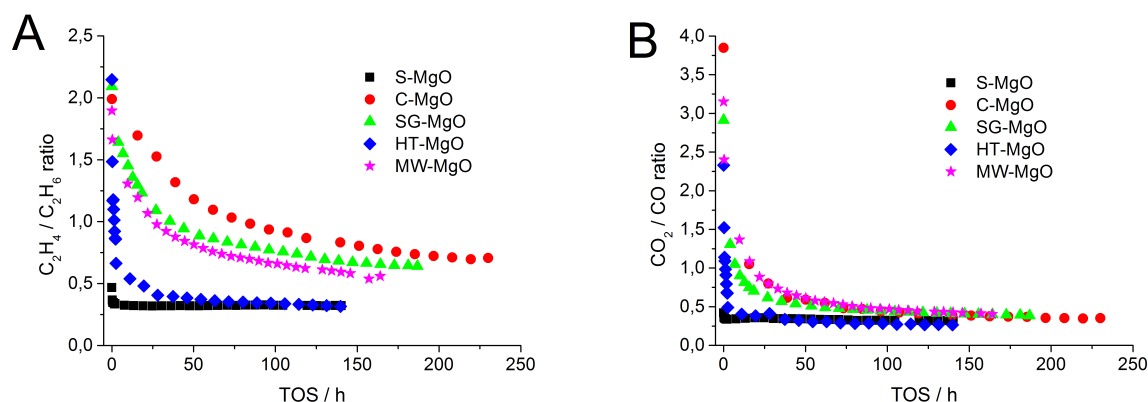 A
2,5
2,0
1,5
1,0
0,5
0,0
C2H4 / C2H6 ratio
0 50 100 150 200 250
TOS / h
S-MgO
C-MgO
SG-MgO
HT-MgO
MW-MgO
B
4,0
3,5
3,0
2,5
2,0
1,5
1,0
0,5
0,0
CO2 / CO ratio
0 50 100 150 200 250
TOS / h
S-MgO
C-MgO
SG-MgO
HT-MgO
MW-MgO